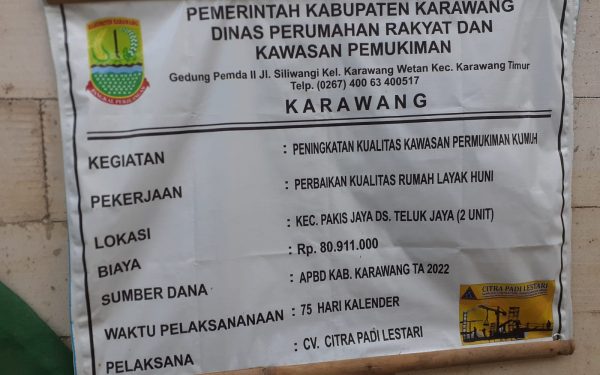 PEMERINTAH KABUPATEN KARAWANG
DINAS PERUMAHAN RAKYAT DAN
KAWASAN PEMUKIMAN
Gedung Pemda II Jl. Siliwangi Kel. Karawang Wetan Kec. Karawang Timur
Telp. (0267) 400 63 400517
KARAWANG
KEGIATAN : PENINGKATAN KUALITAS KAWASAN PERMUKIMAN KUMUH
PEKERJAAN : PERBAIKAN KUALITAS RUMAH LAYAK HUNI
LOKASI : KEC. PAKIS JAYA DS. TELUK JAYA (2 UNIT)
BIAYA : Rp. 80.911.000
SUMBER DANA : APBD KAB. KARAWANG TA 2022
WAKTU PELAKSANANAAN : 75 HARI KALENDER
PELAKSANA : CV. CITRA PADI LESTARI
CITRA PADI LESTARI